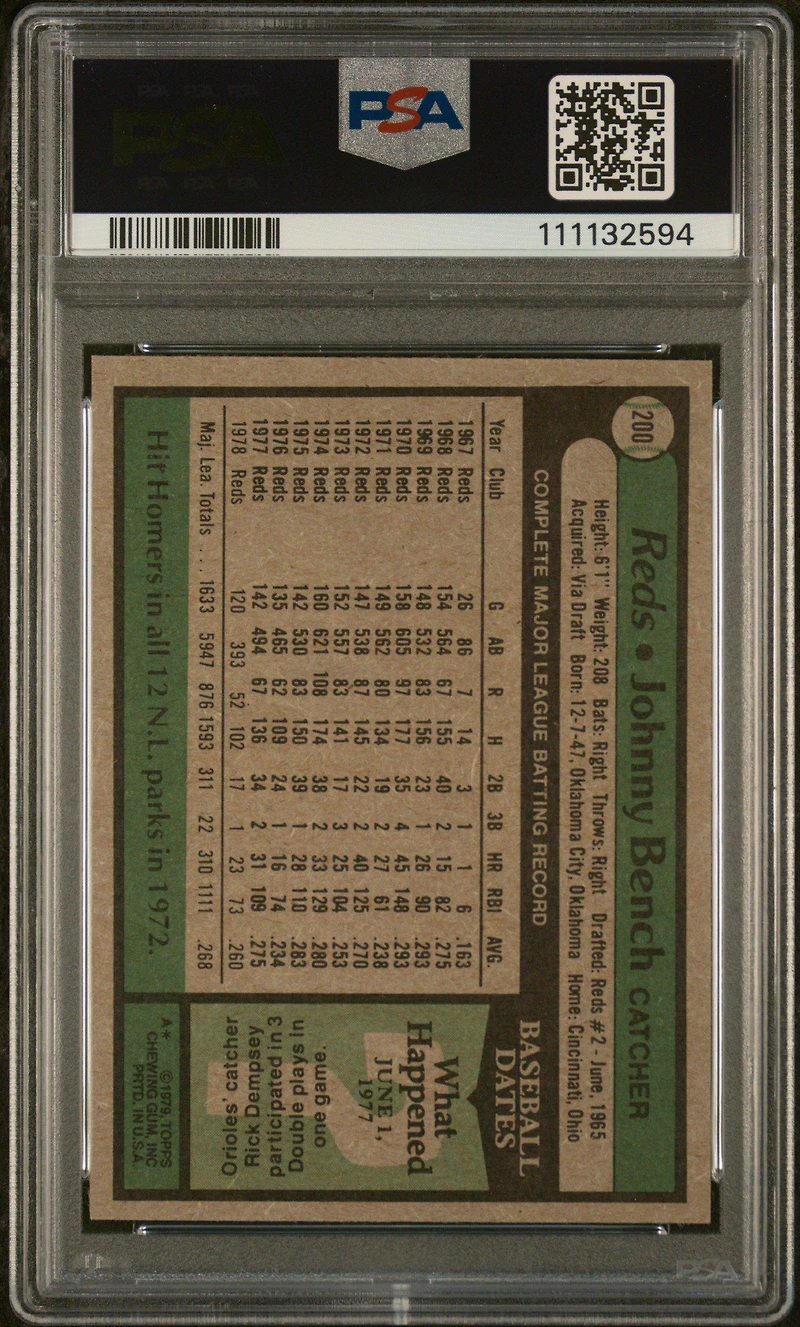 PSA
111132594
200
Reds • Johnny Bench CATCHER
Height: 6'1" Weight: 208 Bats: Right Throws: Right Drafted: Reds #2 - June, 1965
Acquired: Via Draft Born: 12-7-47, Oklahoma City, Oklahoma Home: Cincinnati, Ohio
COMPLETE MAJOR LEAGUE BATTING RECORD
Year Club G AB R H 2B 3B HR RBI AVG.
1967 Reds 26 86 7 14 3 1 1 6 .163
1968 Reds 154 564 67 155 40 2 15 82 .275
1969 Reds 148 532 83 156 23 1 26 90 .293
1970 Reds 158 605 97 177 35 4 45 148 .293
1971 Reds 149 562 80 134 19 2 27 61 .238
1972 Reds 147 538 87 145 22 2 40 125 .270
1973 Reds 152 557 83 141 17 3 25 104 .253
1974 Reds 160 621 108 174 38 2 33 129 .280
1975 Reds 142 530 83 150 39 1 28 110 .283
1976 Reds 135 465 62 109 24 1 16 74 .234
1977 Reds 142 494 67 136 34 2 31 109 .275
1978 Reds 120 393 52 102 17 1 23 73 .260
Maj. Lea. Totals ... 1633 5947 876 1593 311 22 310 1111 .268
Hit Homers in all 12 N.L. parks in 1972.
BASEBALL
DATES
What
Happened
JUNE 1,
1977
Orioles' catcher
Rick Dempsey
participated in 3
Double plays in
one game.
A* ©1979, TOPPS
CHEWING GUM, INC
PRTD. IN U.S.A
PSA